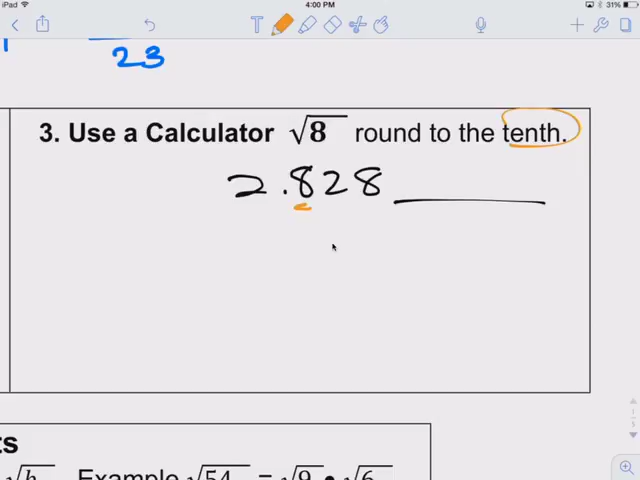 iPad 4:00 PM 31%
T
23
3. Use a Calculator √8 round to the tenth.
2.828
ts
Example √54 = √9 • √6